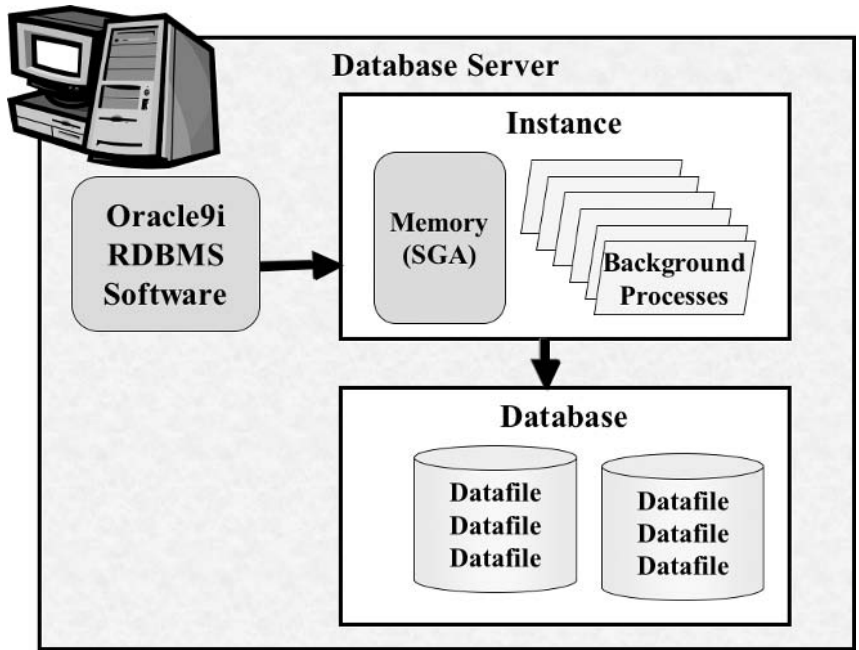 Database Server
Instance
Oracle9i
RDBMS
Software
Memory
(SGA)
Background
Processes
Database
Datafile
Datafile
Datafile
Datafile
Datafile
Datafile